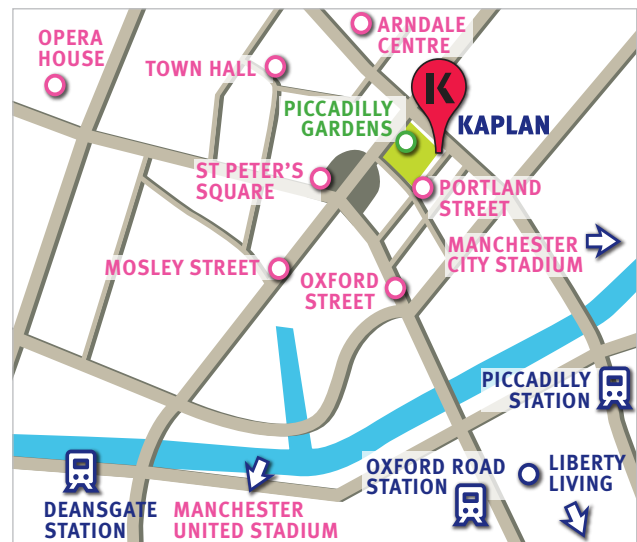 ARNDALE
CENTRE
OPERA
HOUSE
TOWN HALL
K
PICCADILLY
GARDENS
KAPLAN
ST PETER'S
SQUARE
PORTLAND
STREET
MANCHESTER
CITY STADIUM
MOSLEY STREET
OXFORD
STREET
PICCADILLY
STATION
OXFORD ROAD
STATION
LIBERTY
LIVING
DEANSGATE
STATION
MANCHESTER
UNITED STADIUM